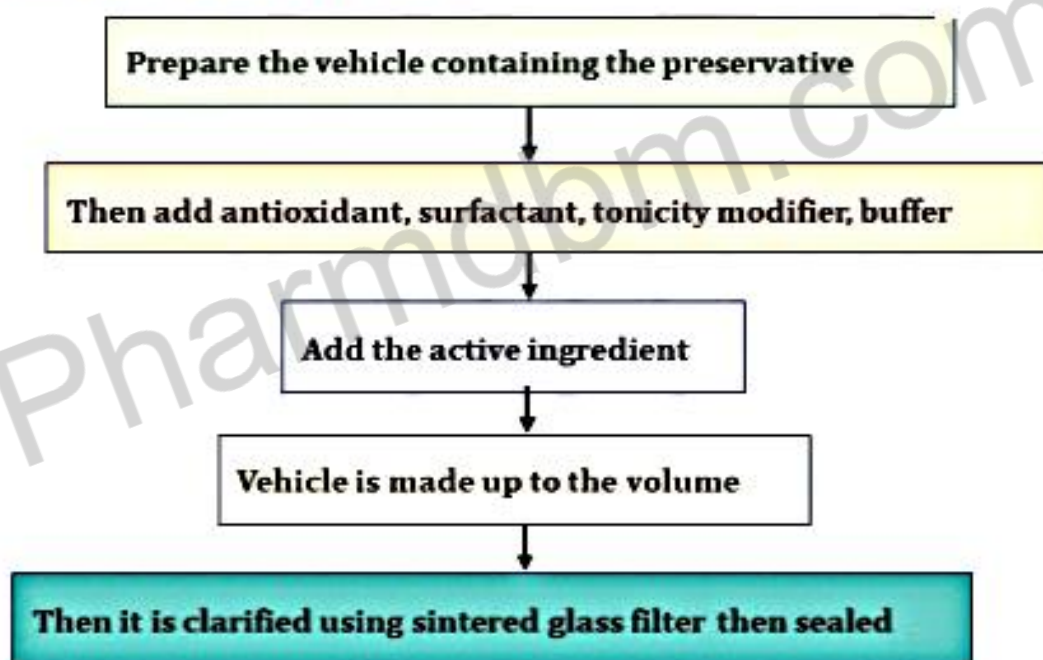 Prepare the vehicle containing the preservative
Then add antioxidant, surfactant, tonicity modifier, buffer
Add the active ingredient
Vehicle is made up to the volume
Then it is clarified using sintered glass filter then sealed
Pharmdbm.com